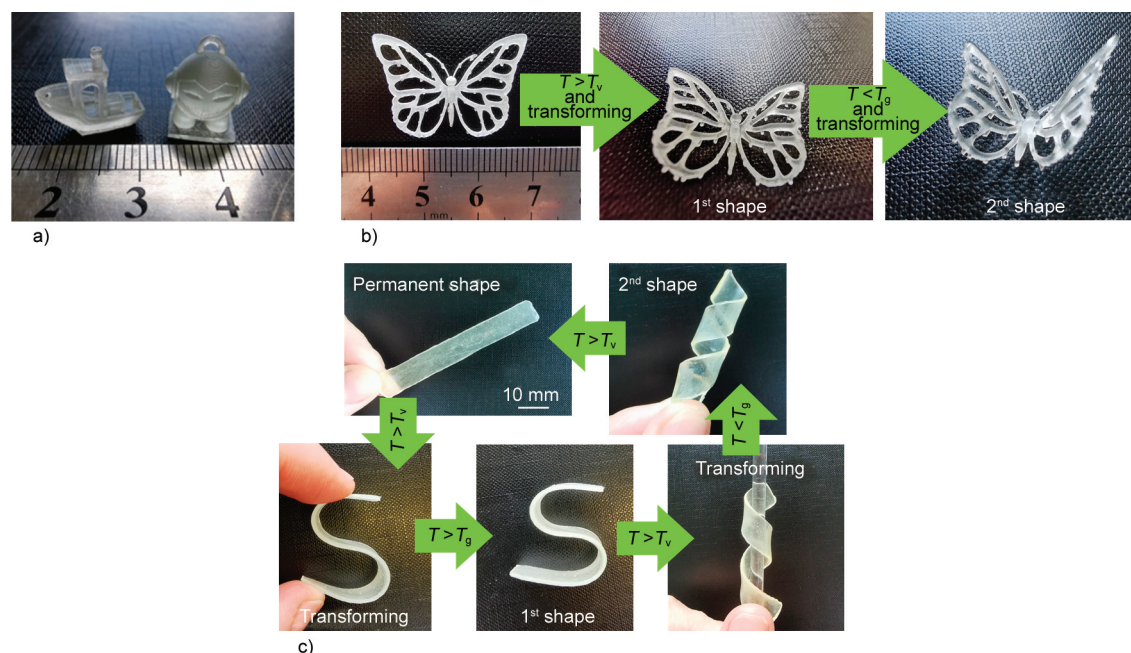 2 3 4
a)
4 5 6 7
mm
b)
T > Tv
and
transforming
1st shape
T < Tg
and
transforming
2nd shape
Permanent shape
10 mm
T > Tv
2nd shape
T > Tv
Transforming
T > Tg
1st shape
T > Tv
Transforming
T < Tg
c)